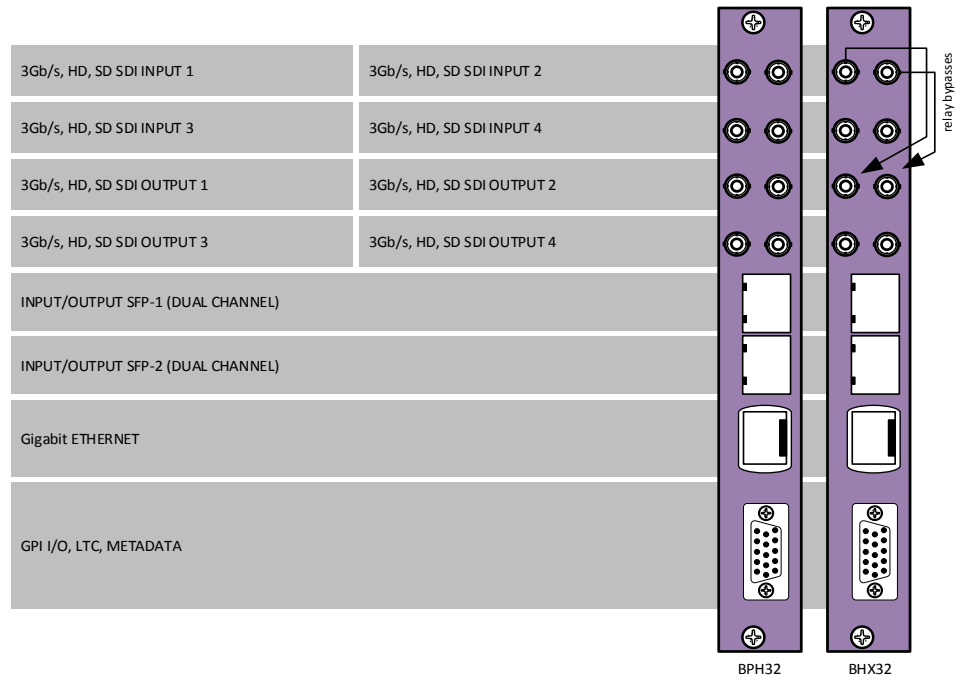 3Gb/s, HD, SD SDI INPUT 1
3Gb/s, HD, SD SDI INPUT 2
3Gb/s, HD, SD SDI INPUT 3
3Gb/s, HD, SD SDI INPUT 4
3Gb/s, HD, SD SDI OUTPUT 1
3Gb/s, HD, SD SDI OUTPUT 2
3Gb/s, HD, SD SDI OUTPUT 3
3Gb/s, HD, SD SDI OUTPUT 4
INPUT/OUTPUT SFP-1 (DUAL CHANNEL)
INPUT/OUTPUT SFP-2 (DUAL CHANNEL)
Gigabit ETHERNET
GPI I/O, LTC, METADATA
relay bypasses
BPH32
BHX32